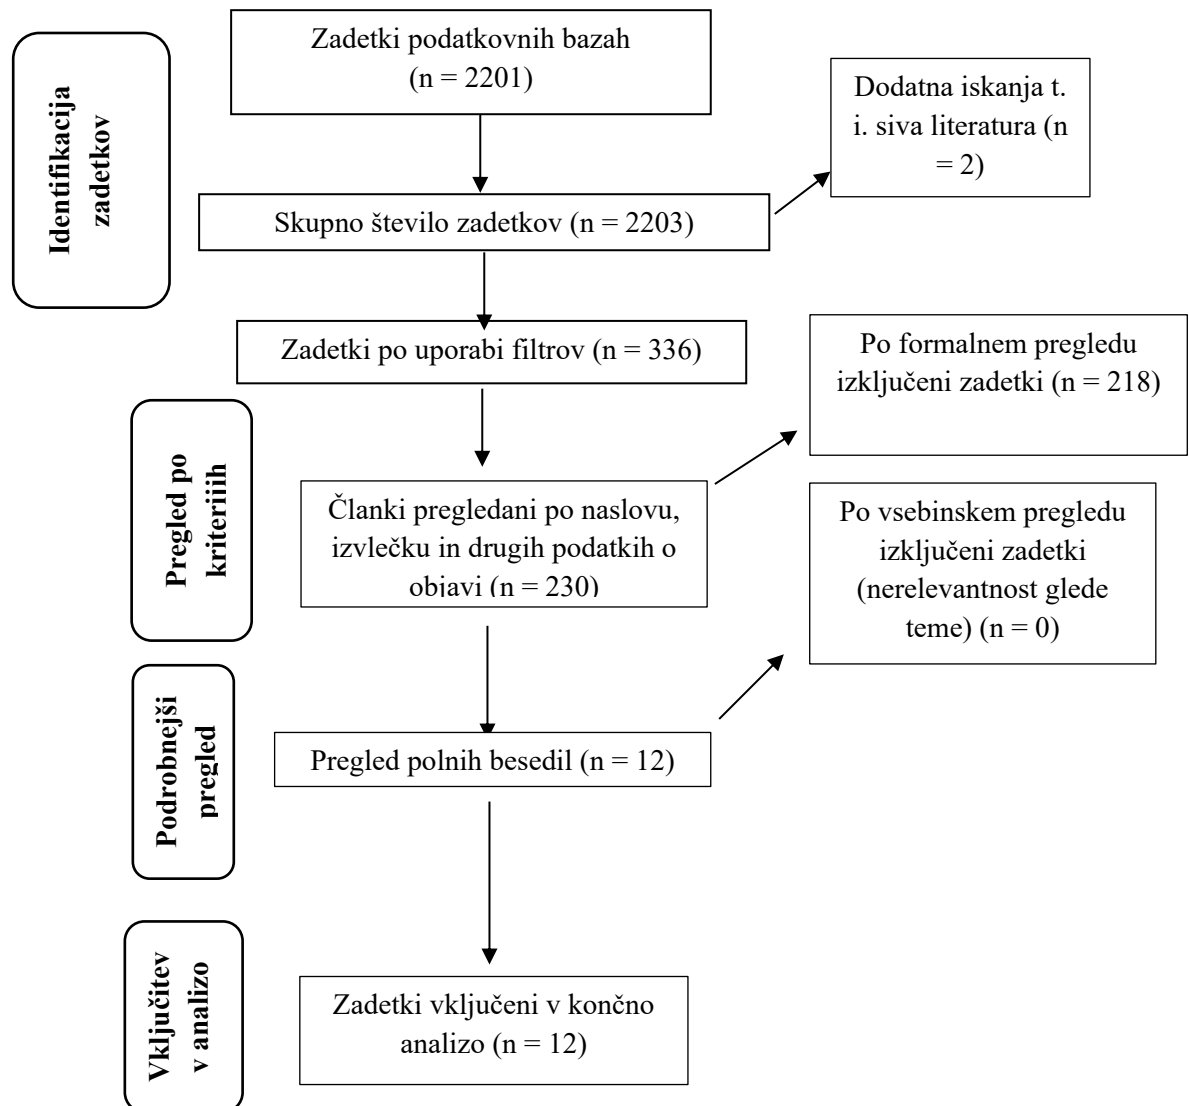 Identifikacija
zadetkov
Zadetki podatkovnih bazah
(n = 2201)
Dodatna iskanja t.
i. siva literatura (n
= 2)
Skupno število zadetkov (n = 2203)
Zadetki po uporabi filtrov (n = 336)
Po formalnem pregledu
izključeni zadetki (n = 218)
Pregled po
kriterijih
Članki pregledani po naslovu,
izvlečku in drugih podatkih o
objavi (n = 230)
Po vsebinskem pregledu
izključeni zadetki
(nerelevantnost glede
teme) (n = 0)
Podrobnejši
pregled
Pregled polnih besedil (n = 12)
Vključitev
v analizo
Zadetki vključeni v končno
analizo (n = 12)